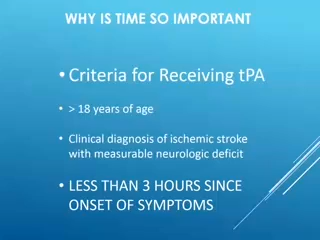 WHY IS TIME SO IMPORTANT
• Criteria for Receiving tPA
• > 18 years of age
• Clinical diagnosis of ischemic stroke
with measurable neurologic deficit
• LESS THAN 3 HOURS SINCE
ONSET OF SYMPTOMS